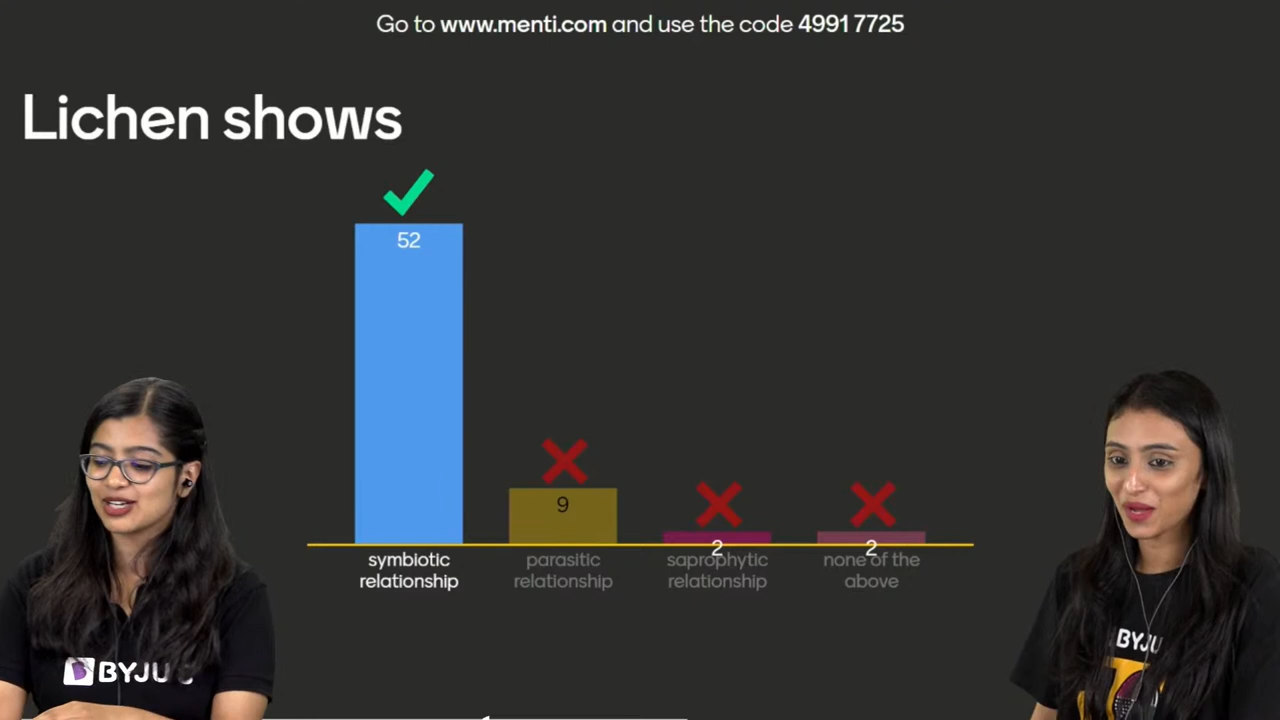 Go to www.menti.com and use the code 4991 7725
Lichen shows
52
9
2
2
symbiotic
relationship
parasitic
relationship
saprophytic
relationship
none of the
above
BYJU
BYJU